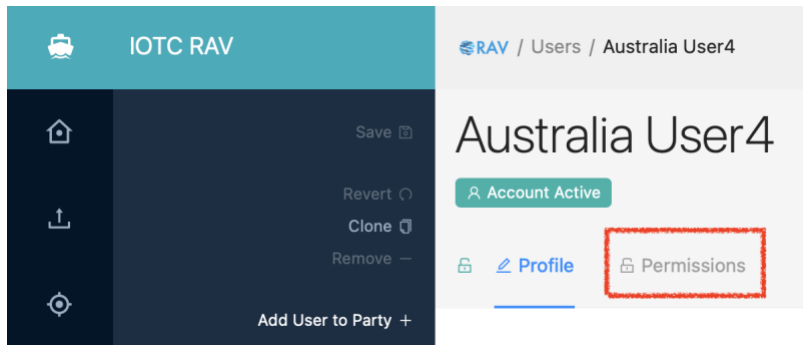 IOTC RAV
RAV / Users / Australia User4
Save
Revert
Clone
Remove
Add User to Party
Australia User4
Account Active
Profile
Permissions